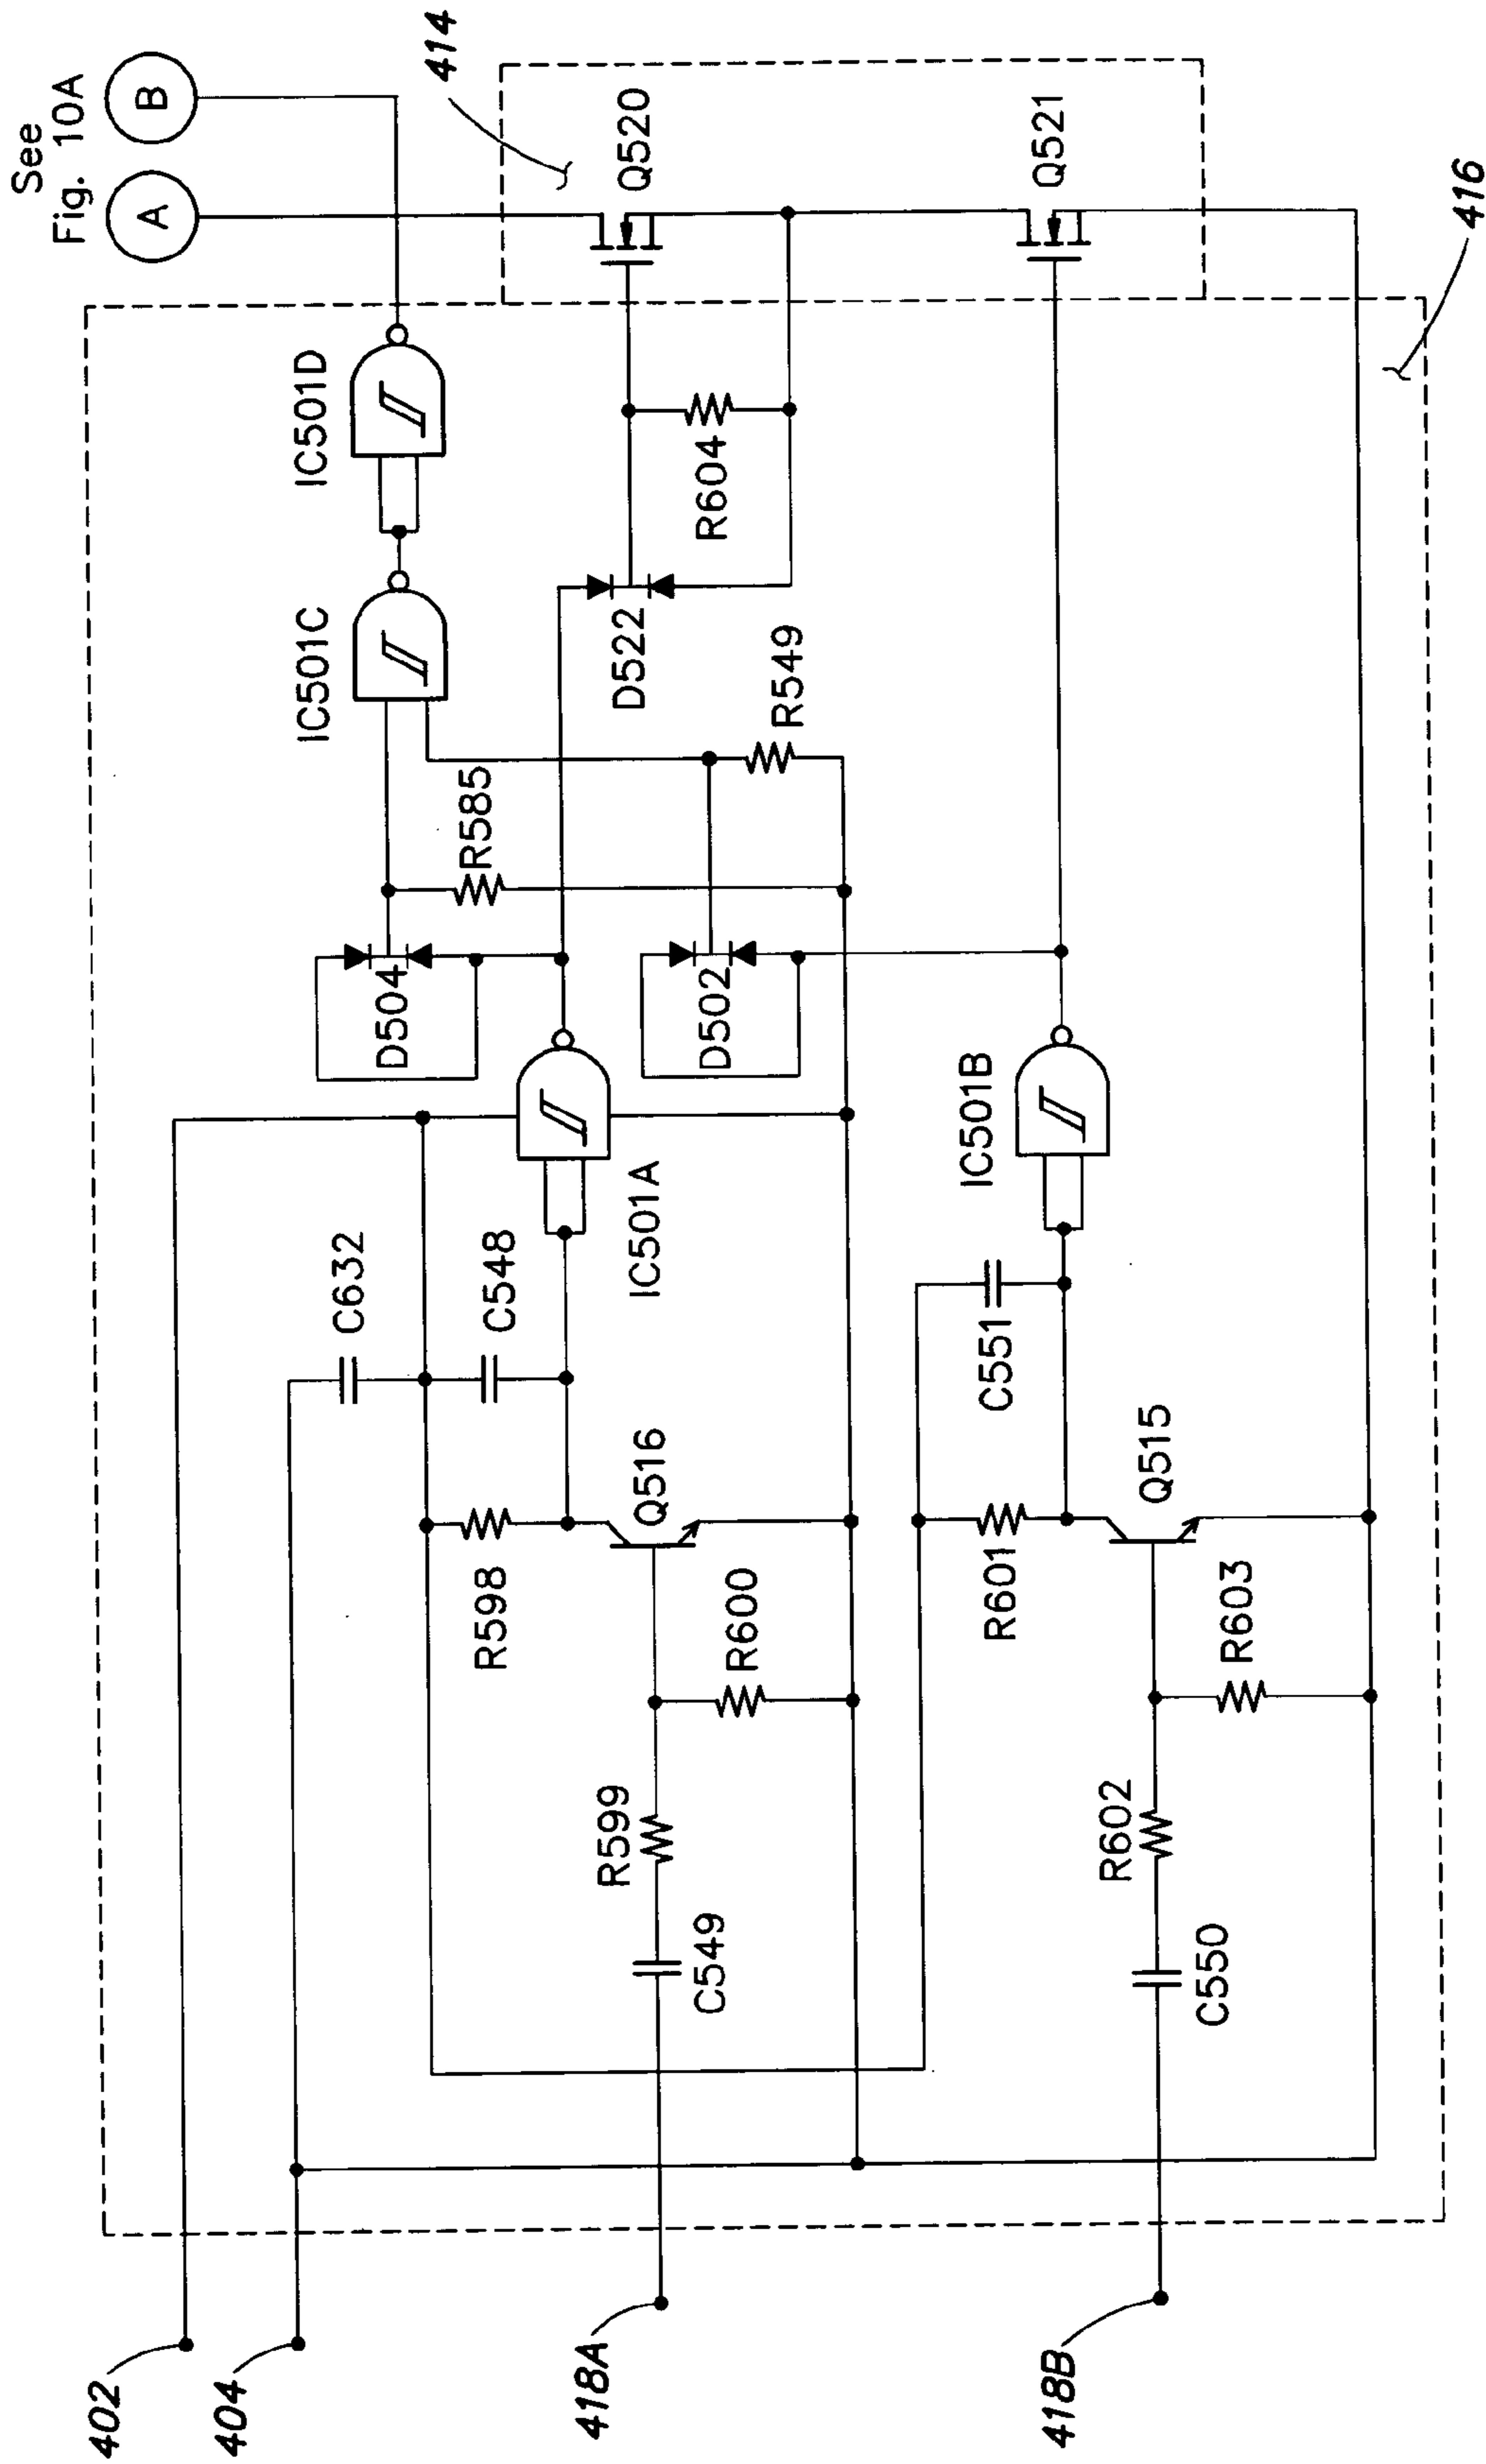 See
Fig. 10A
A
B
414
Q520
Q521
416
IC501D
IC501C
R604
D522
R549
R585
D504
D502
IC501A
IC501B
C632
C548
C551
Q516
Q515
R598
R600
R601
R603
R599
R602
C549
C550
402
404
418A
418B